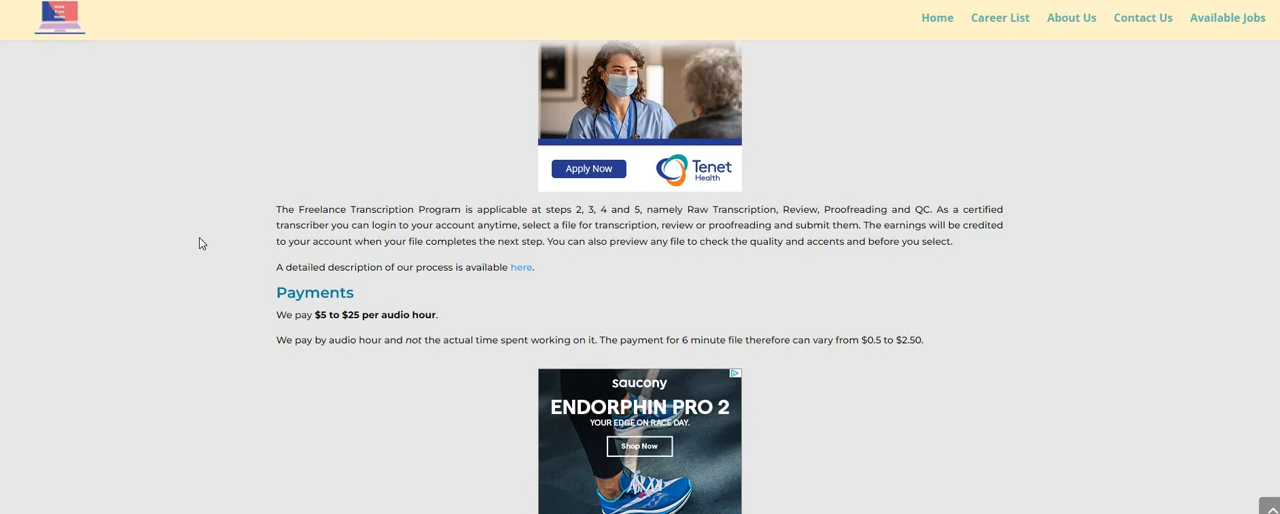 Work
From
Home
Home Career List About Us Contact Us Available Jobs
Apply Now
Tenet
Health
The Freelance Transcription Program is applicable at steps 2, 3, 4 and 5, namely Raw Transcription, Review, Proofreading and QC. As a certified
transcriber you can login to your account anytime, select a file for transcription, review or proofreading and submit them. The earnings will be credited
to your account when your file completes the next step. You can also preview any file to check the quality and accents and before you select.
A detailed description of our process is available here.
Payments
We pay $5 to $25 per audio hour.
We pay by audio hour and not the actual time spent working on it. The payment for 6 minute file therefore can vary from $0.5 to $2.50.
saucony
ENDORPHIN PRO 2
YOUR EDGE ON RACE DAY.
Shop Now